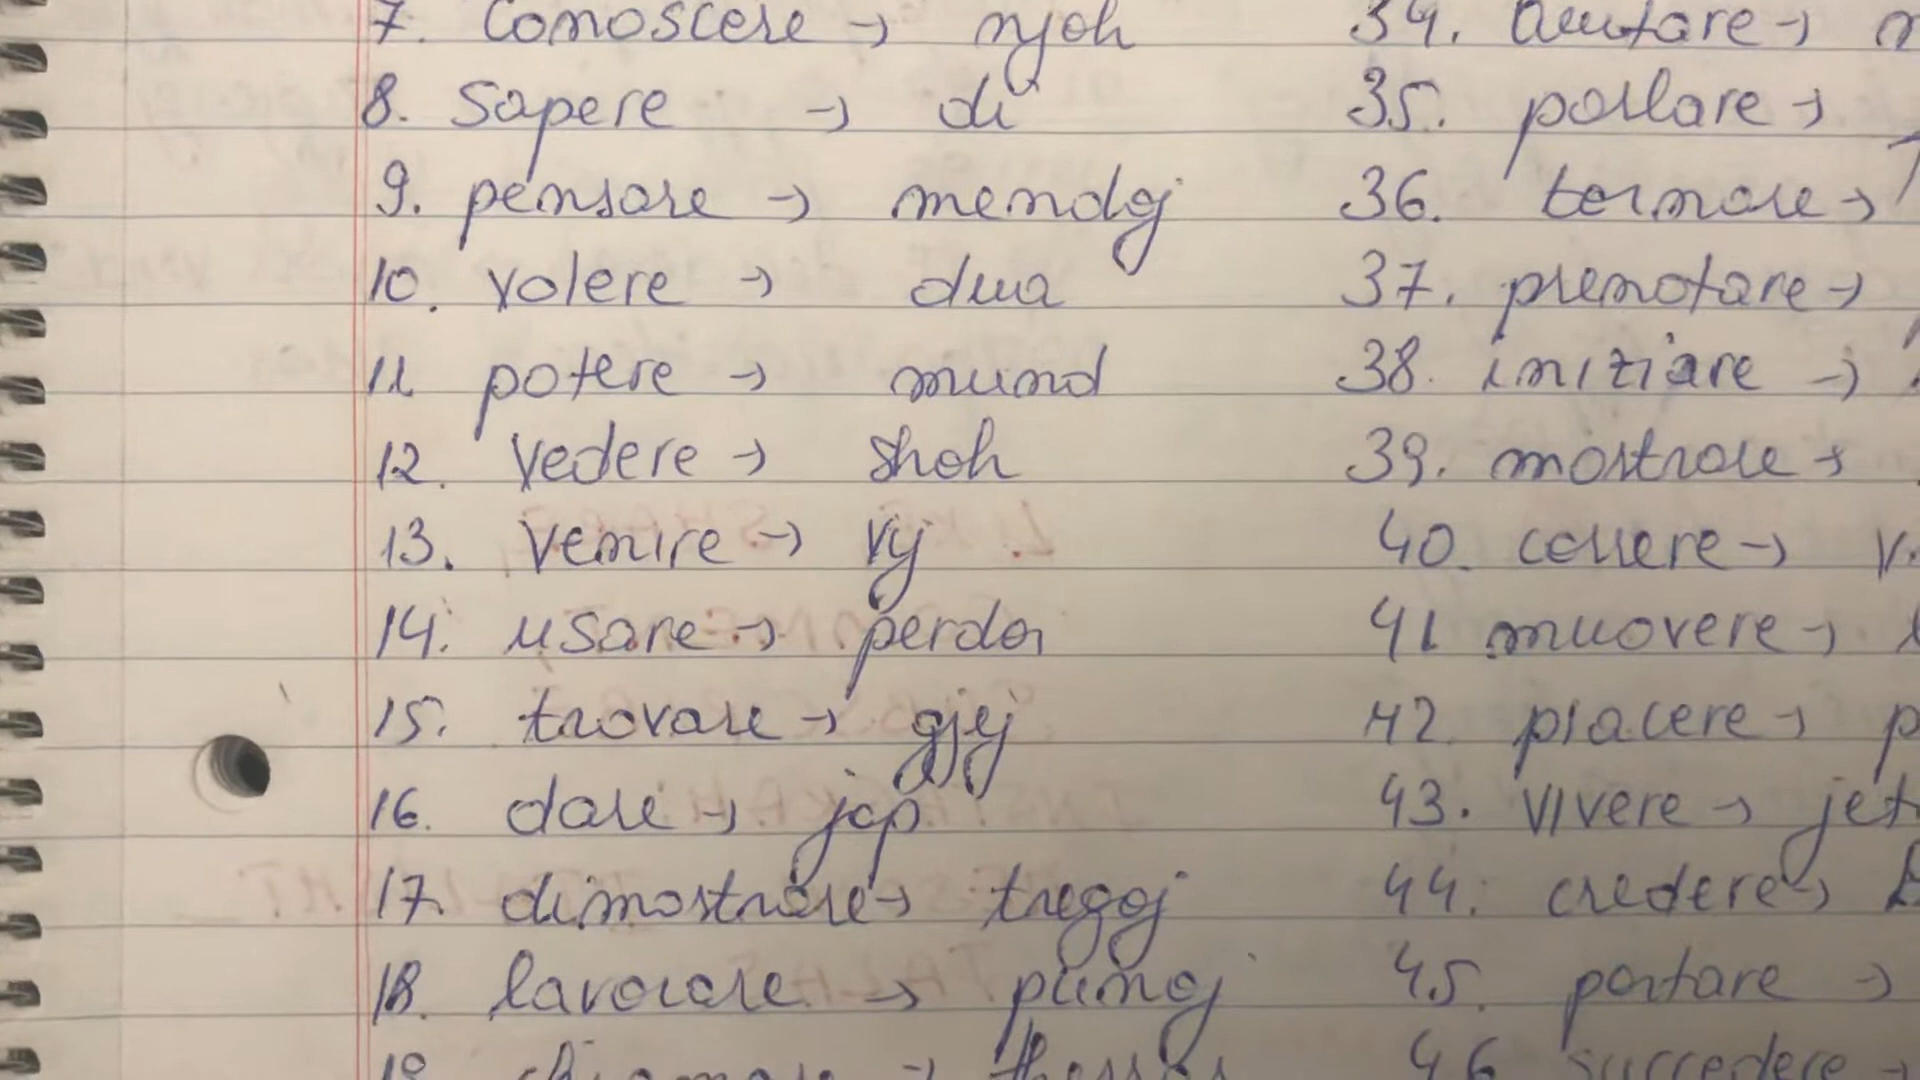 7. Conoscere → njoh
8. Sapere → di
9. pensare → mendoj
10. volere → dua
11 potere → mund
12. Vedere → shoh
13. Venire → vij
14. usare → perdor
15. trovare → gjej
16. dare → jap
17. dimostrare → tregoj
18. lavorare → punoj
34. aiutare →
35. parlare →
36. tornare →
37. prenotare →
38. iniziare →
39. mostrare →
40. correre →
41 muovere →
42. piacere →
43. vivere →
44. credere →
45. portare →
46 succedere →